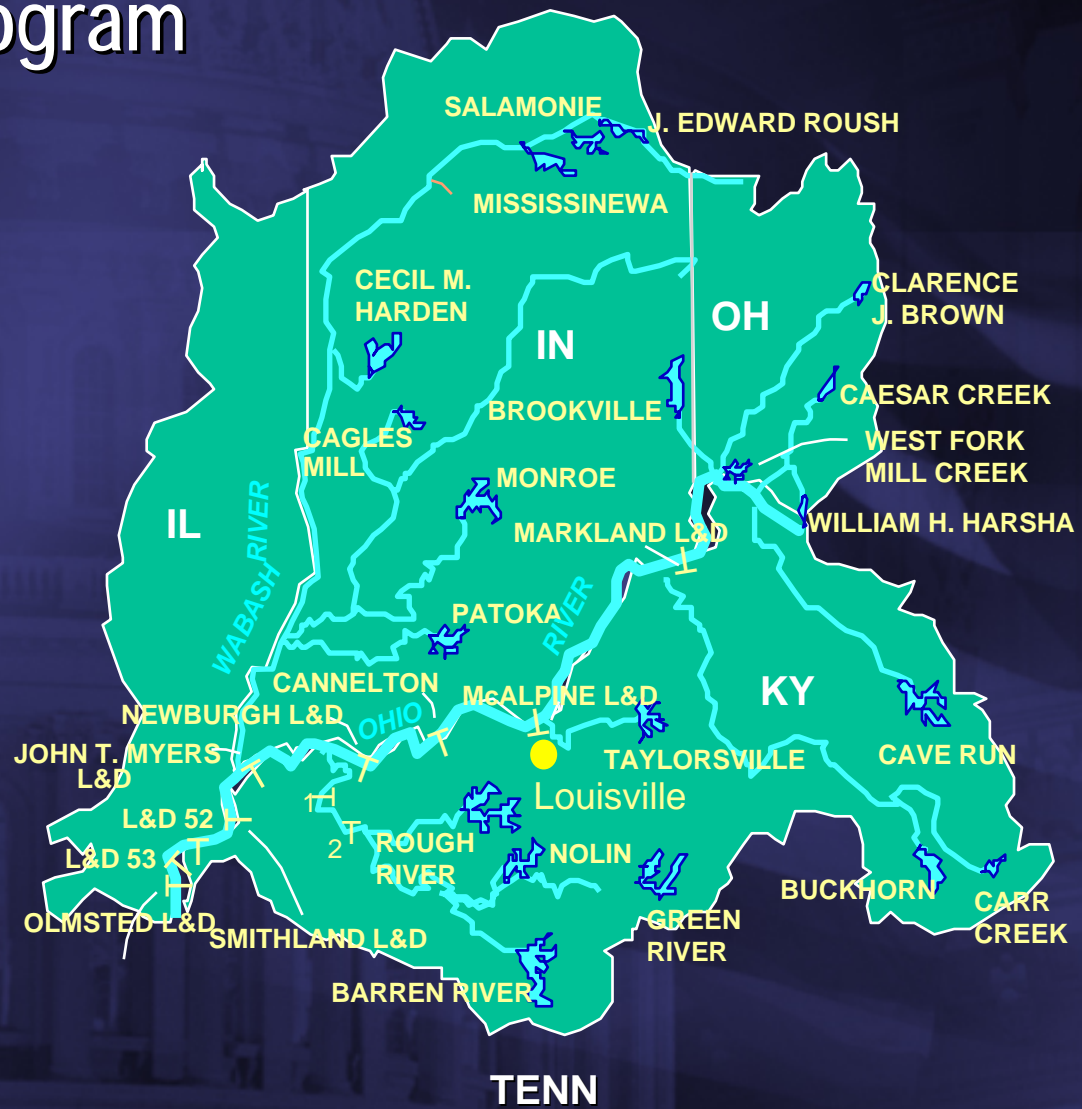 ogram
SALAMONIE
J. EDWARD ROUSH
MISSISSINEWA
CECIL M.
HARDEN
CLARENCE
J. BROWN
OH
IN
CAESAR CREEK
BROOKVILLE
CAGLES
MILL
WEST FORK
MILL CREEK
MONROE
WABASH RIVER
IL
WILLIAM H. HARSHA
MARKLAND L&D
PATOKA
RIVER
CANNELTON
McALPINE L&D
KY
NEWBURGH L&D
OHIO
JOHN T. MYERS
L&D
TAYLORSVILLE
CAVE RUN
Louisville
1
L&D 52
2
ROUGH
RIVER
NOLIN
L&D 53
BUCKHORN
CARR
CREEK
OLMSTED L&D
SMITHLAND L&D
GREEN
RIVER
BARREN RIVER
TENN